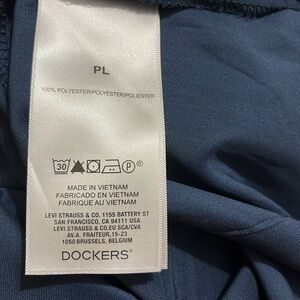 PL
100% POLYESTER/POLYESTER/POLIÉSTER
30 P ®
MADE IN VIETNAM
FABRICADO EN VIETNAM
FABRIQUE AU VIETNAM
LEVI STRAUSS & CO. 1155 BATTERY ST
SAN FRANCISCO, CA 94111 USA
LEVI STRAUSS & CO.EU SCA/CVA
AV.A. FRAITEUR,15-23
1050 BRUSSELS, BELGIUM
DOCKERS®